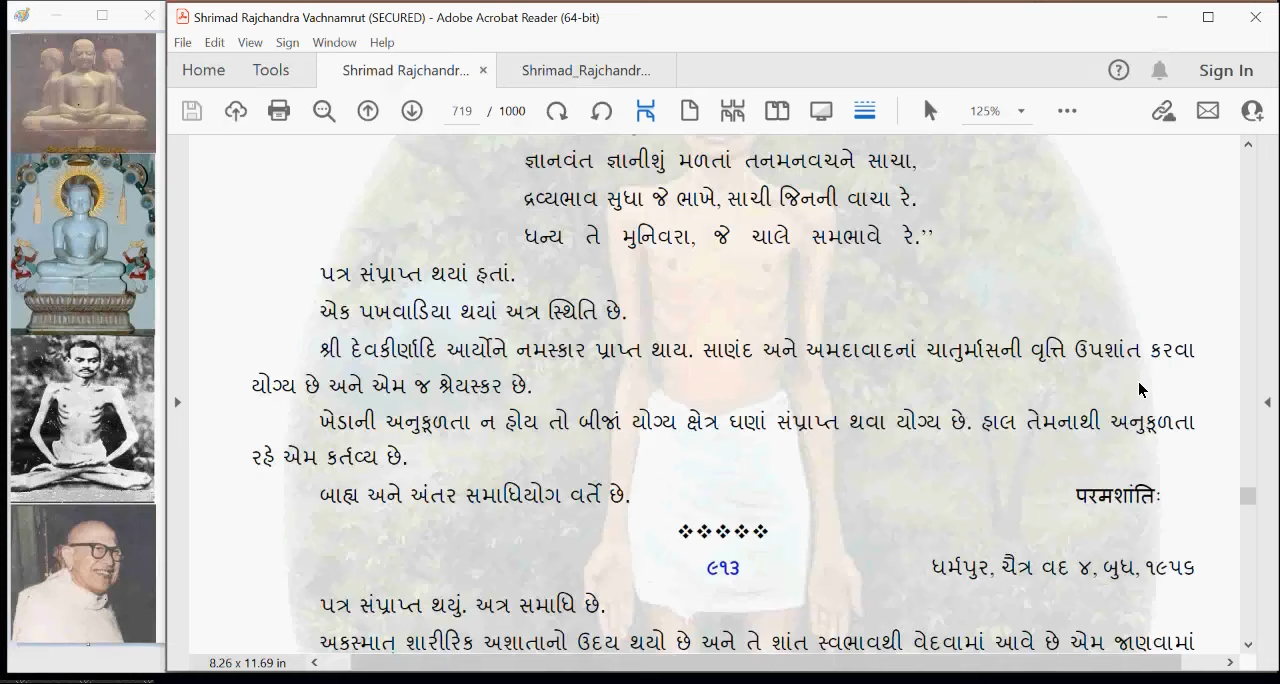 Shrimad Rajchandra Vachnamrut (SECURED) - Adobe Acrobat Reader (64-bit)
File Edit View Sign Window Help
Home Tools Shrimad Rajchandr... × Shrimad_Rajchandr... Sign In
719 / 1000 125%
જ્ઞાનવંત જ્ઞાનીશું મળતાં તનમનવચને સાચા,
દ્રવ્યભાવ સુધા જે ભાખે, સાચી જિનની વાચા રે.
ધન્ય તે મુનિવરા, જે ચાલે સમભાવે રે.’’
પત્ર સંપ્રાપ્ત થયાં હતાં.
એક પખવાડિયા થયાં અત્ર સ્થિતિ છે.
શ્રી દેવકીર્ણાદિ આર્યોને નમસ્કાર પ્રાપ્ત થાય. સાણંદ અને અમદાવાદનાં ચાતુર્માસની વૃત્તિ ઉપશાંત કરવા
યોગ્ય છે અને એમ જ શ્રેયસ્કર છે.
ખેડાની અનુકૂળતા ન હોય તો બીજાં યોગ્ય ક્ષેત્ર ઘણાં સંપ્રાપ્ત થવા યોગ્ય છે. હાલ તેમનાથી અનુકૂળતા
રહે એમ કર્તવ્ય છે.
બાહ્ય અને અંતર સમાધિયોગ વર્તે છે. परमशांतिः
૯૧૩ ધર્મપુર, ચૈત્ર વદ ૪, બુધ, ૧૯૫૬
પત્ર સંપ્રાપ્ત થયું. અત્ર સમાધિ છે.
અકસ્માત્ શારીરિક અશાતાનો ઉદય થયો છે અને તે શાંત સ્વભાવથી વેદવામાં આવે છે એમ જાણવામાં
8.26 x 11.69 in